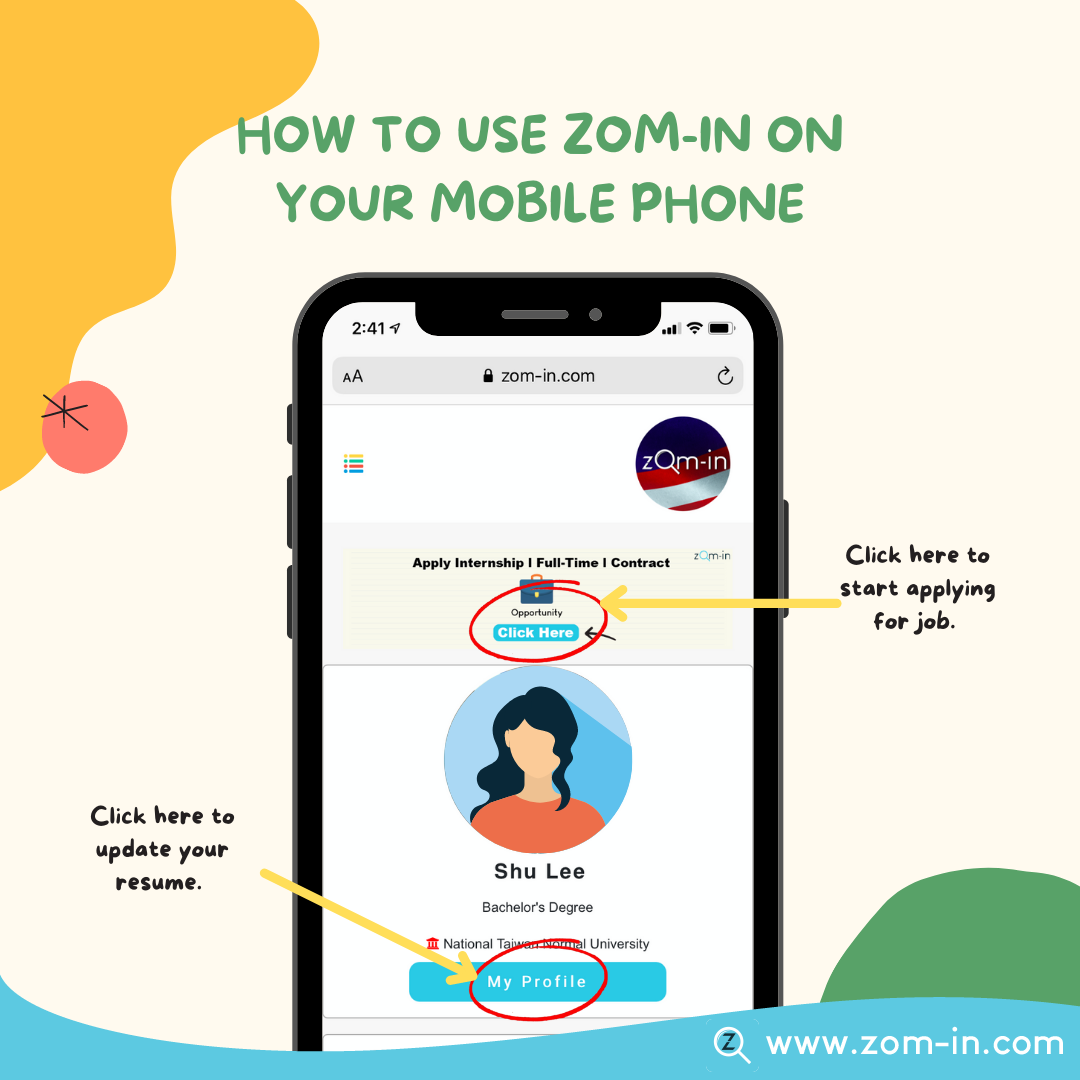 HOW TO USE ZOM-IN ON
YOUR MOBILE PHONE
2:41
AA
zom-in.com
zOm-in
zOm-in
Apply Internship | Full-Time | Contract
Opportunity
Click Here
Click here to
start applying
for job.
Shu Lee
Bachelor's Degree
National Taiwan Normal University
My Profile
Click here to
update your
resume.
Z
www.zom-in.com